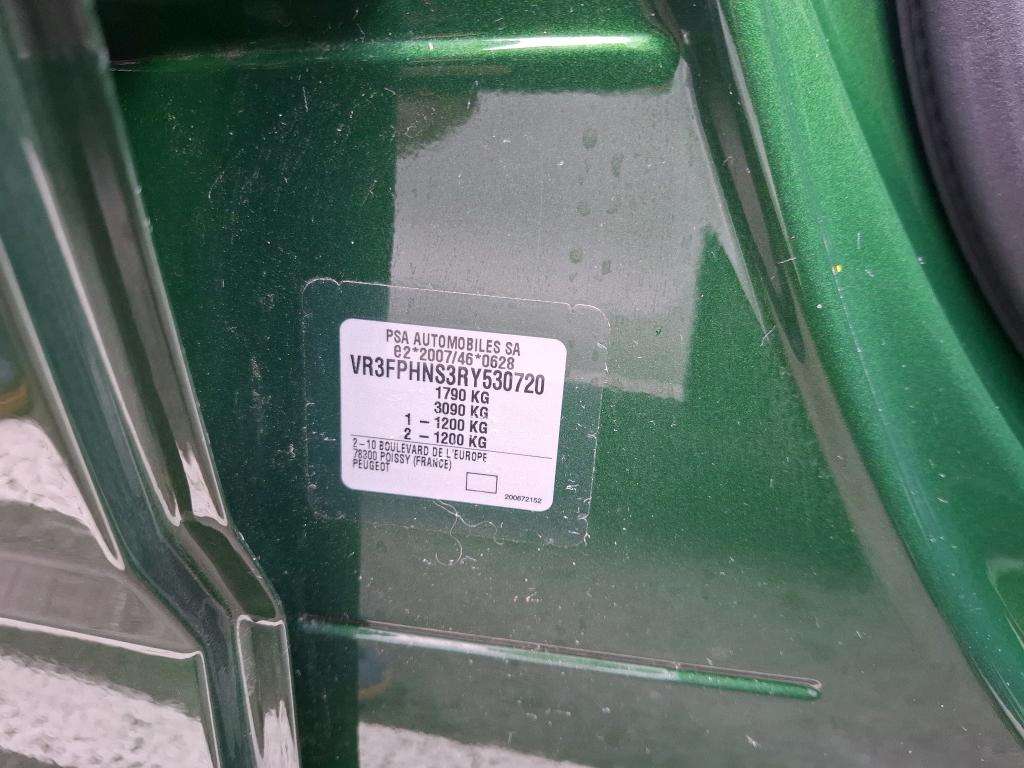 PSA AUTOMOBILES SA
e2*2007/46*0628
VR3FPHNS3RY530720
1790 KG
3090 KG
1 – 1200 KG
2 – 1200 KG
2–10 BOULEVARD DE L'EUROPE
78300 POISSY (FRANCE)
PEUGEOT
200672152